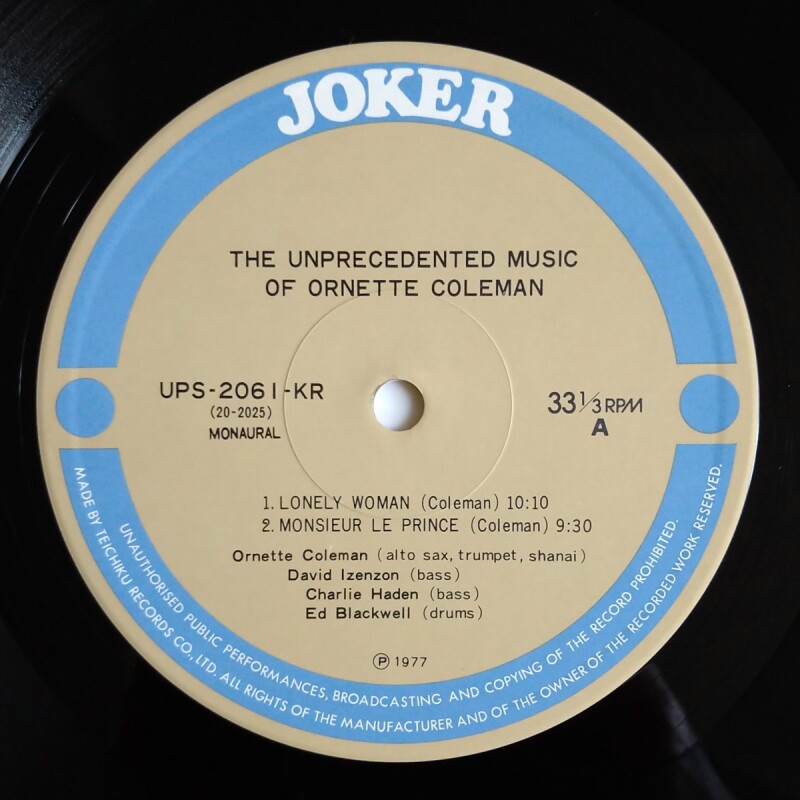 JOKER
THE UNPRECEDENTED MUSIC
OF ORNETTE COLEMAN
UPS-2061-KR
(20-2025)
MONAURAL
33 1/3 RPM
A
1. LONELY WOMAN (Coleman) 10:10
2. MONSIEUR LE PRINCE (Coleman) 9:30
Ornette Coleman (alto sax, trumpet, shanai)
David Izenzon (bass)
Charlie Haden (bass)
Ed Blackwell (drums)
Ⓟ 1977
UNAUTHORISED PUBLIC PERFORMANCES, BROADCASTING AND COPYING OF THE RECORD PROHIBITED.
MADE BY TEICHIKU RECORDS CO., LTD. ALL RIGHTS OF THE MANUFACTURER AND OF THE OWNER OF THE RECORDED WORK RESERVED.